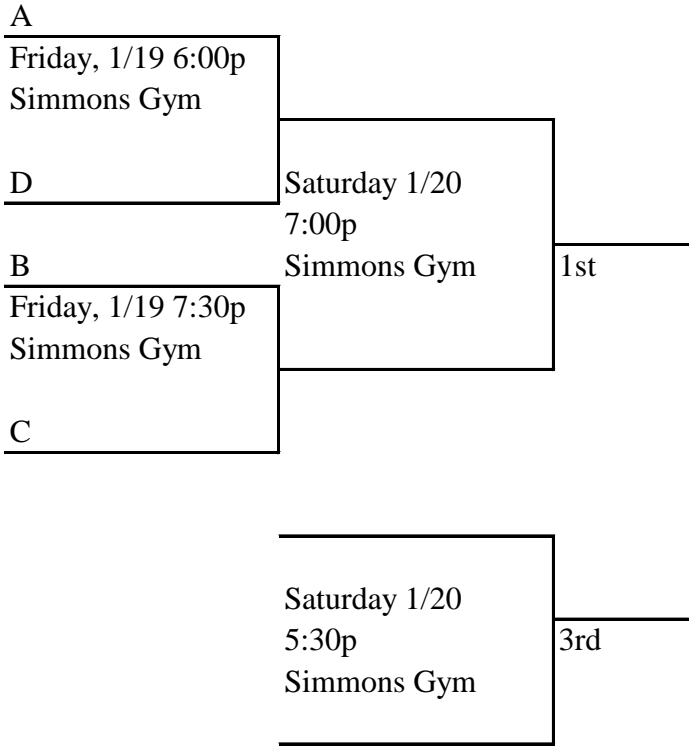 A
Friday, 1/19 6:00p
Simmons Gym
D
Saturday 1/20
7:00p
Simmons Gym
1st
B
Friday, 1/19 7:30p
Simmons Gym
C
Saturday 1/20
5:30p
Simmons Gym
3rd